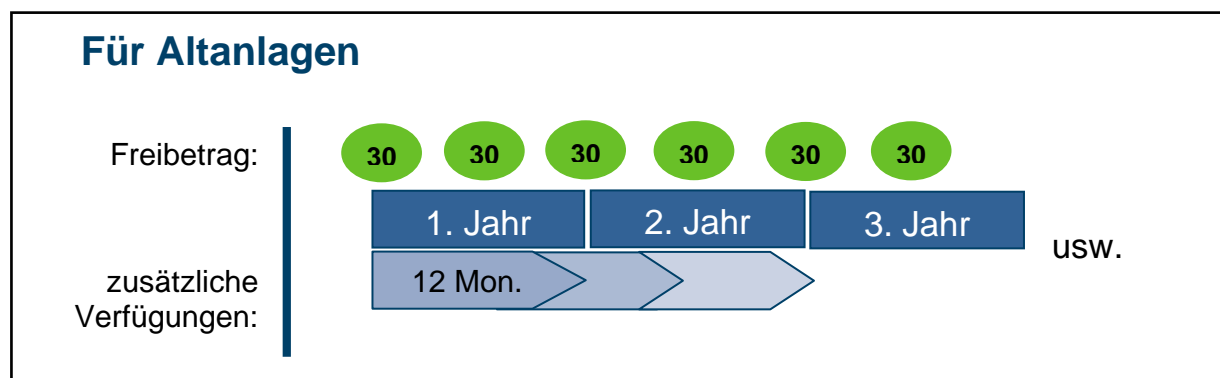 Für Altanlagen
Freibetrag:
30 30 30 30 30 30
1. Jahr 2. Jahr 3. Jahr
usw.
zusätzliche
Verfügungen:
12 Mon.